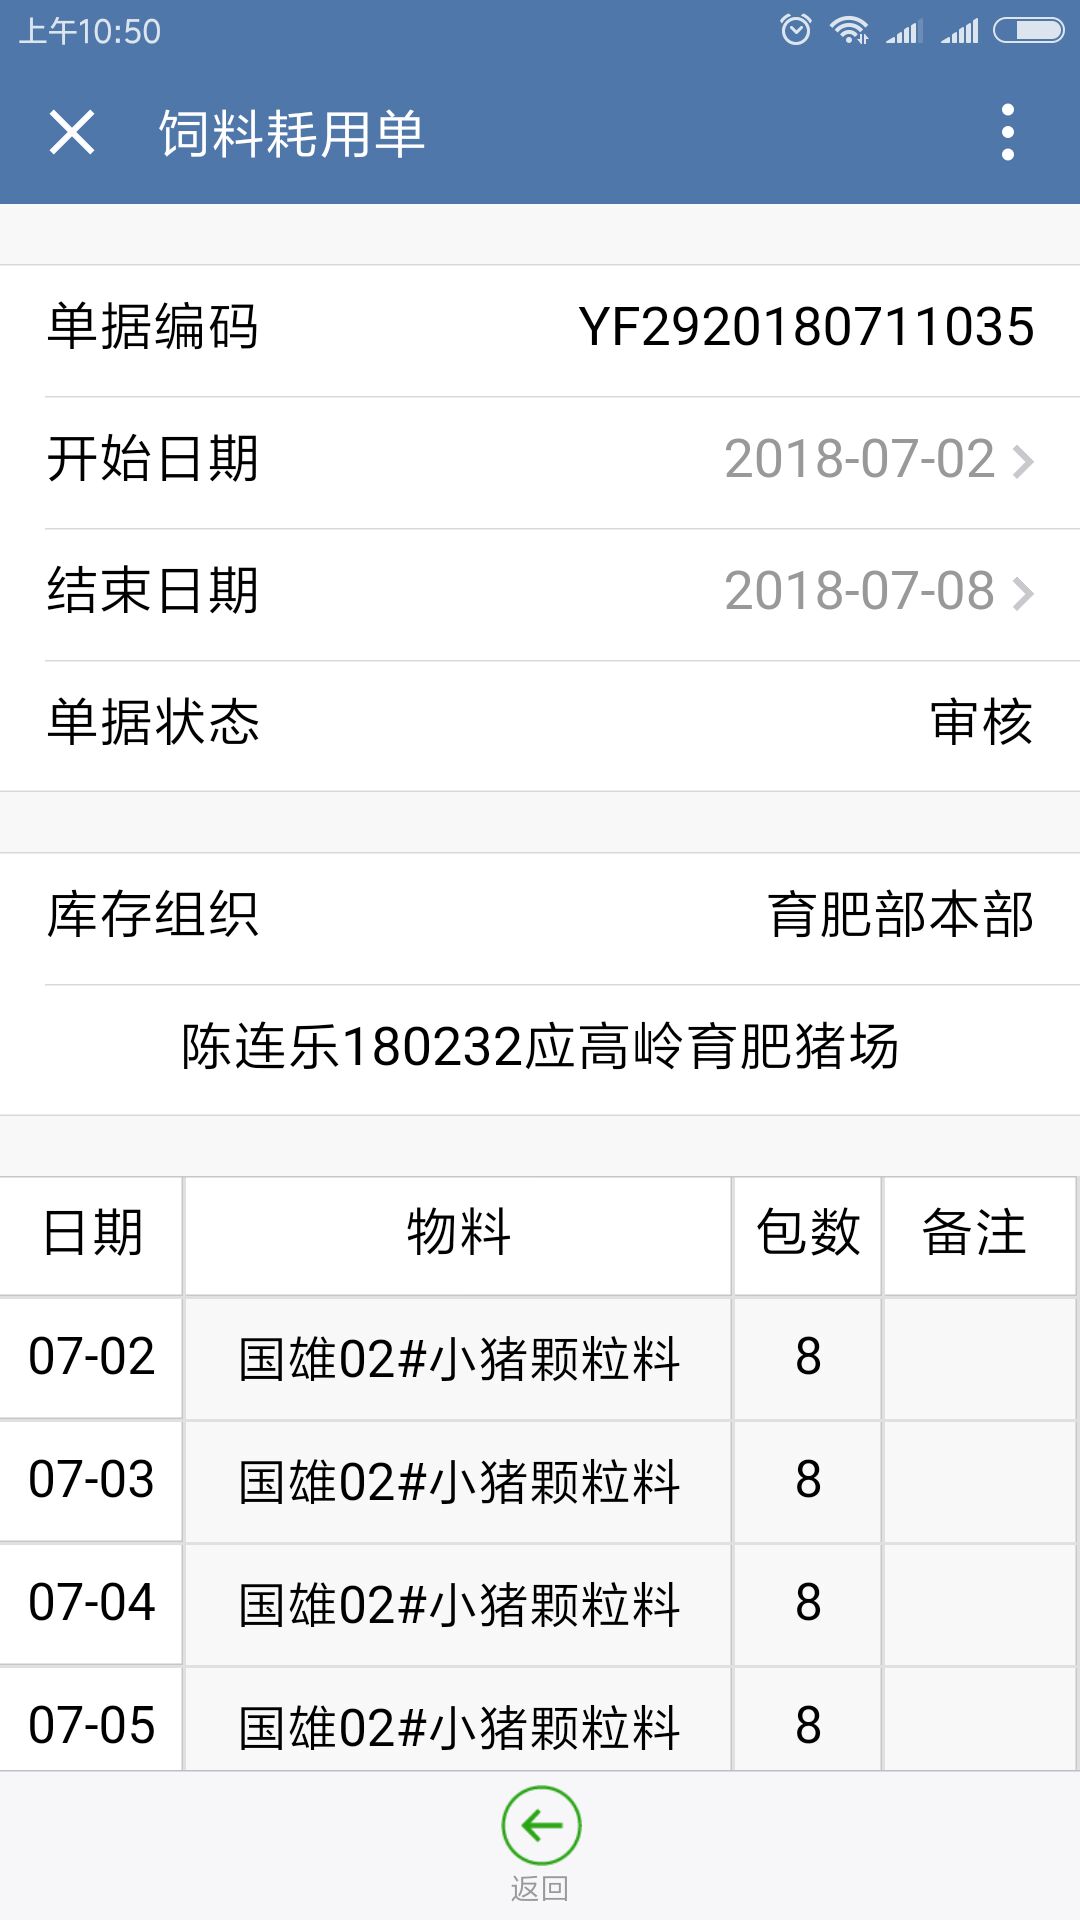 上午10:50
饲料耗用单
单据编码 YF2920180711035
开始日期 2018-07-02
结束日期 2018-07-08
单据状态 审核
库存组织 育肥部本部
陈连乐180232应高岭育肥猪场
日期 物料 包数 备注
07-02 国雄02#小猪颗粒料 8
07-03 国雄02#小猪颗粒料 8
07-04 国雄02#小猪颗粒料 8
07-05 国雄02#小猪颗粒料 8
返回